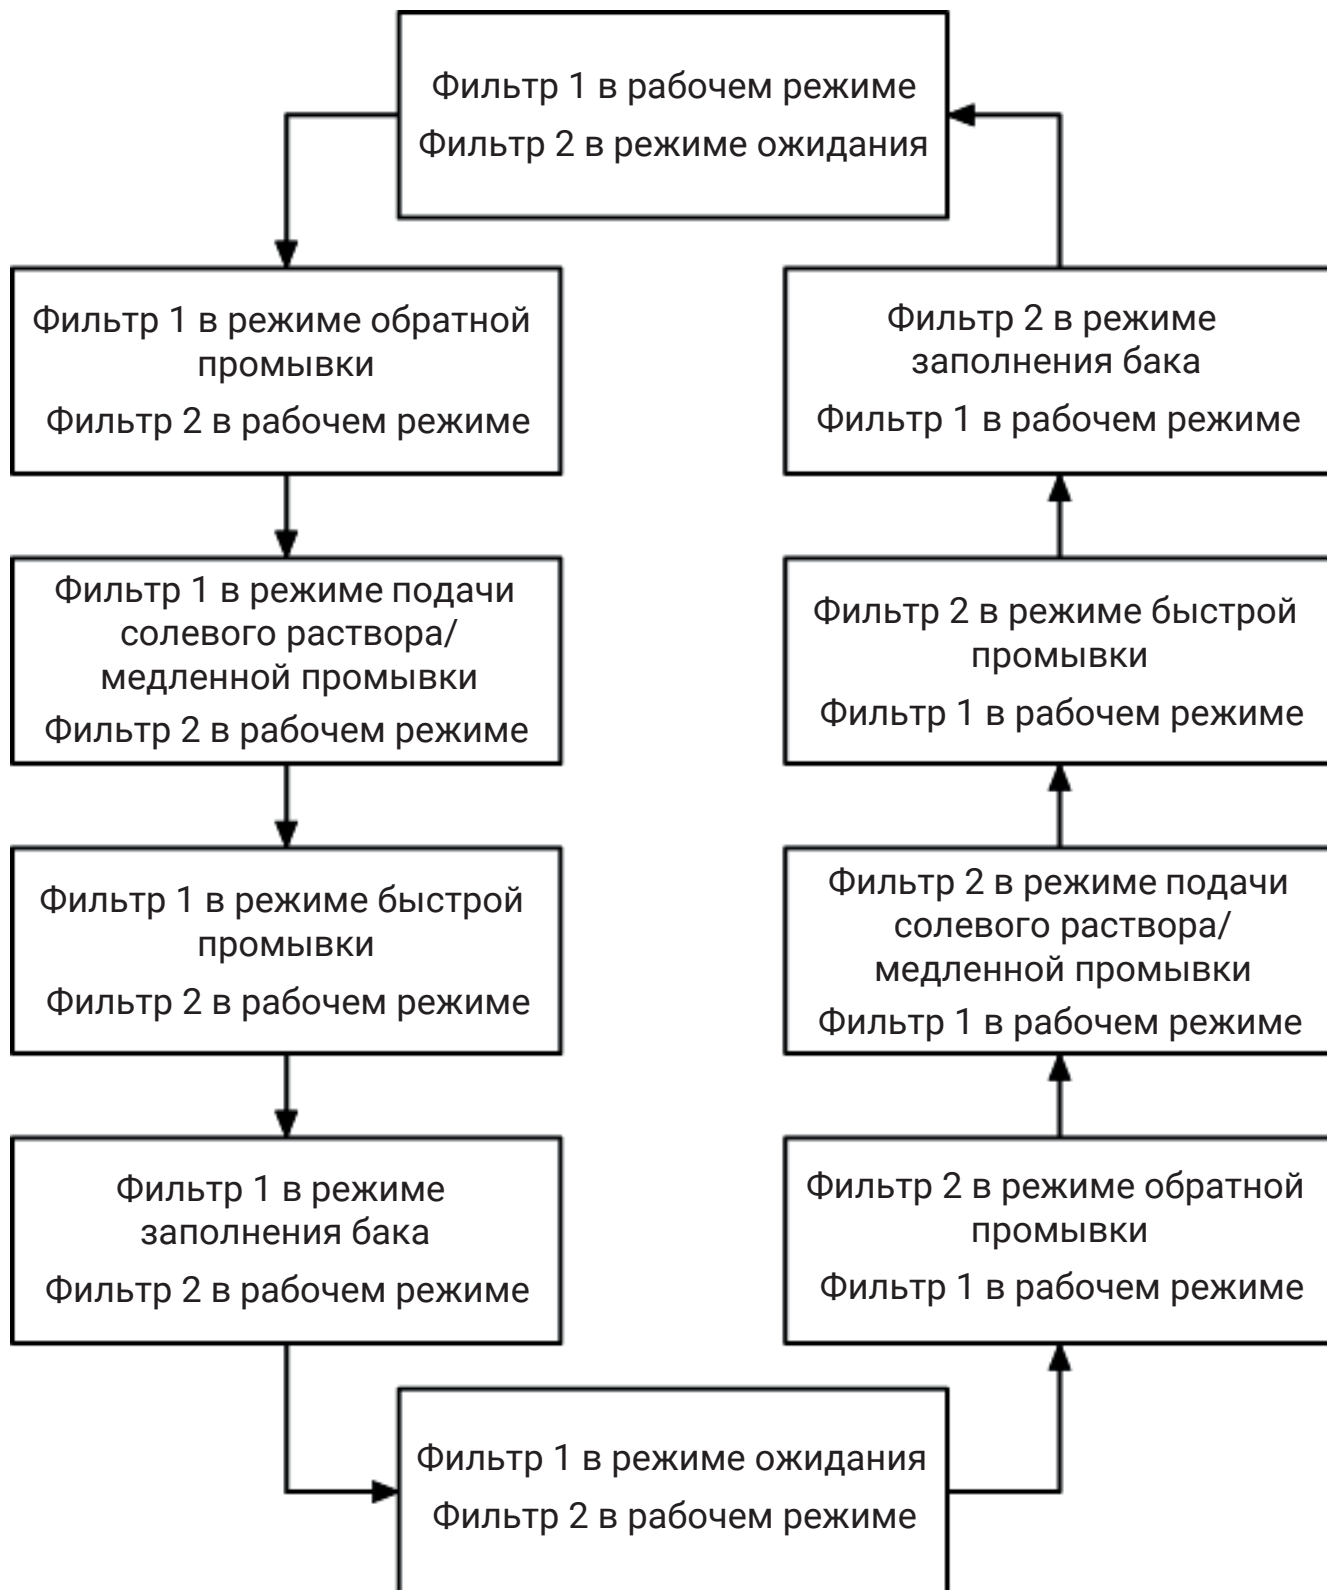 Фильтр 1 в рабочем режиме
Фильтр 2 в режиме ожидания
Фильтр 1 в режиме обратной
промывки
Фильтр 2 в рабочем режиме
Фильтр 1 в режиме подачи
солевого раствора/
медленной промывки
Фильтр 2 в рабочем режиме
Фильтр 1 в режиме быстрой
промывки
Фильтр 2 в рабочем режиме
Фильтр 1 в режиме
заполнения бака
Фильтр 2 в рабочем режиме
Фильтр 1 в режиме ожидания
Фильтр 2 в рабочем режиме
Фильтр 2 в режиме обратной
промывки
Фильтр 1 в рабочем режиме
Фильтр 2 в режиме подачи
солевого раствора/
медленной промывки
Фильтр 1 в рабочем режиме
Фильтр 2 в режиме быстрой
промывки
Фильтр 1 в рабочем режиме
Фильтр 2 в режиме
заполнения бака
Фильтр 1 в рабочем режиме